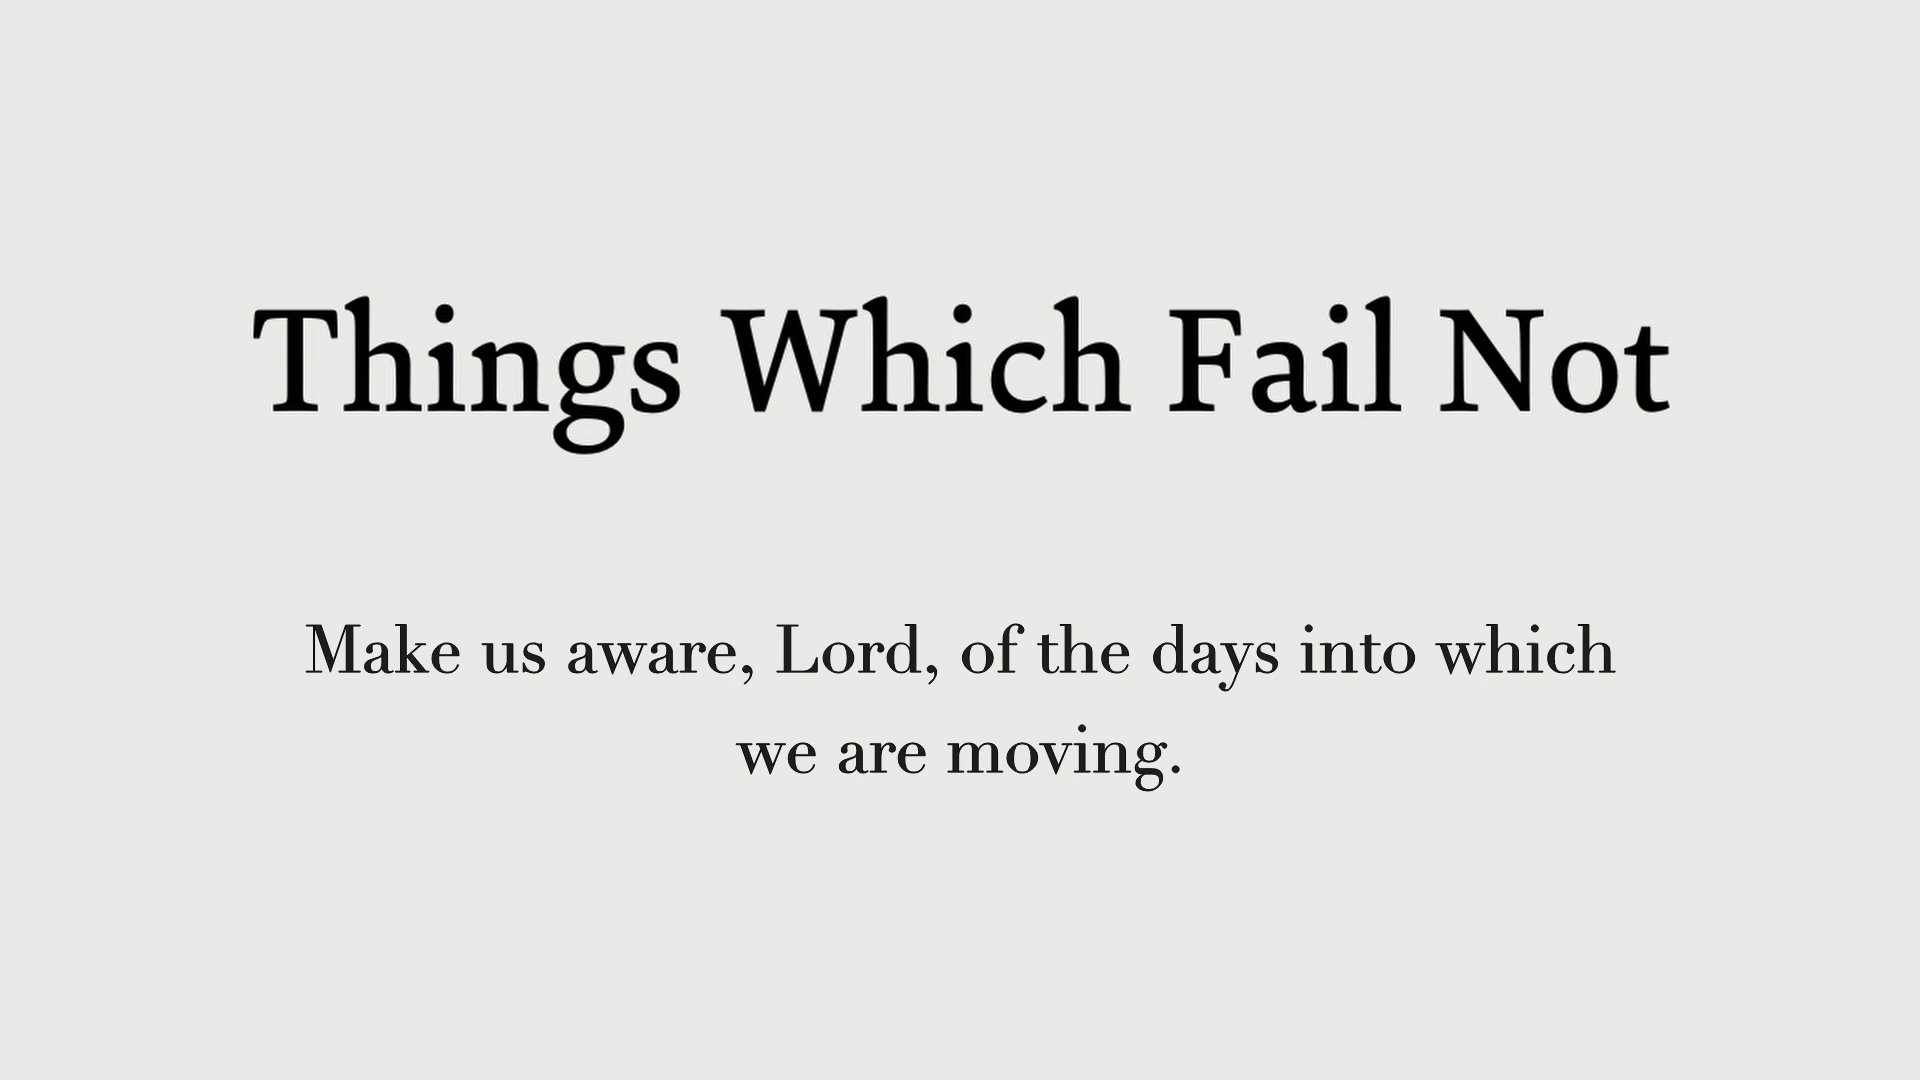 Things Which Fail Not
Make us aware, Lord, of the days into which
we are moving.